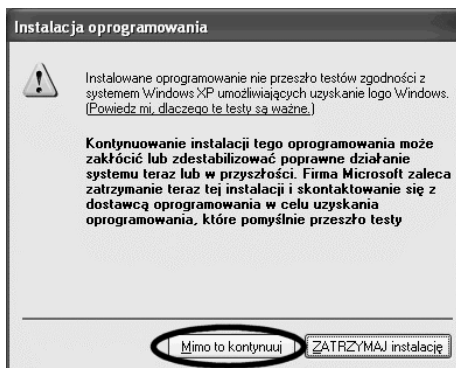 Instalacja oprogramowania
Instalowane oprogramowanie nie przeszło testów zgodności z
systemem Windows XP umożliwiających uzyskanie logo Windows.
(Powiedz mi, dlaczego te testy są ważne.)
Kontynuowanie instalacji tego oprogramowania może
zakłócić lub zdestabilizować poprawne działanie
systemu teraz lub w przyszłości. Firma Microsoft zaleca
zatrzymanie teraz tej instalacji i skontaktowanie się z
dostawcą oprogramowania w celu uzyskania
oprogramowania, które pomyślnie przeszło testy
Mimo to kontynuuj ZATRZYMAJ instalację